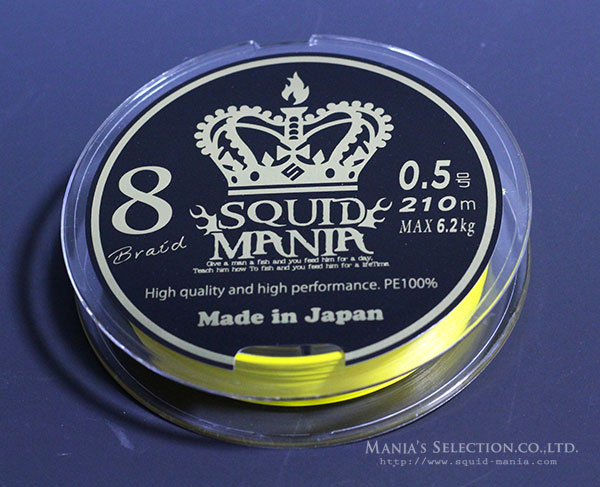 8
Braid
SQUID
MANIA
Give a man a fish and you feed him for a day,
Teach him how To fish and you feed him for a lifeTime.
0.5号
210m
MAX 6.2kg
High quality and high performance. PE100%
Made in Japan
MANIA'S SELECTION.CO.,LTD.
http://www.squid-mania.com